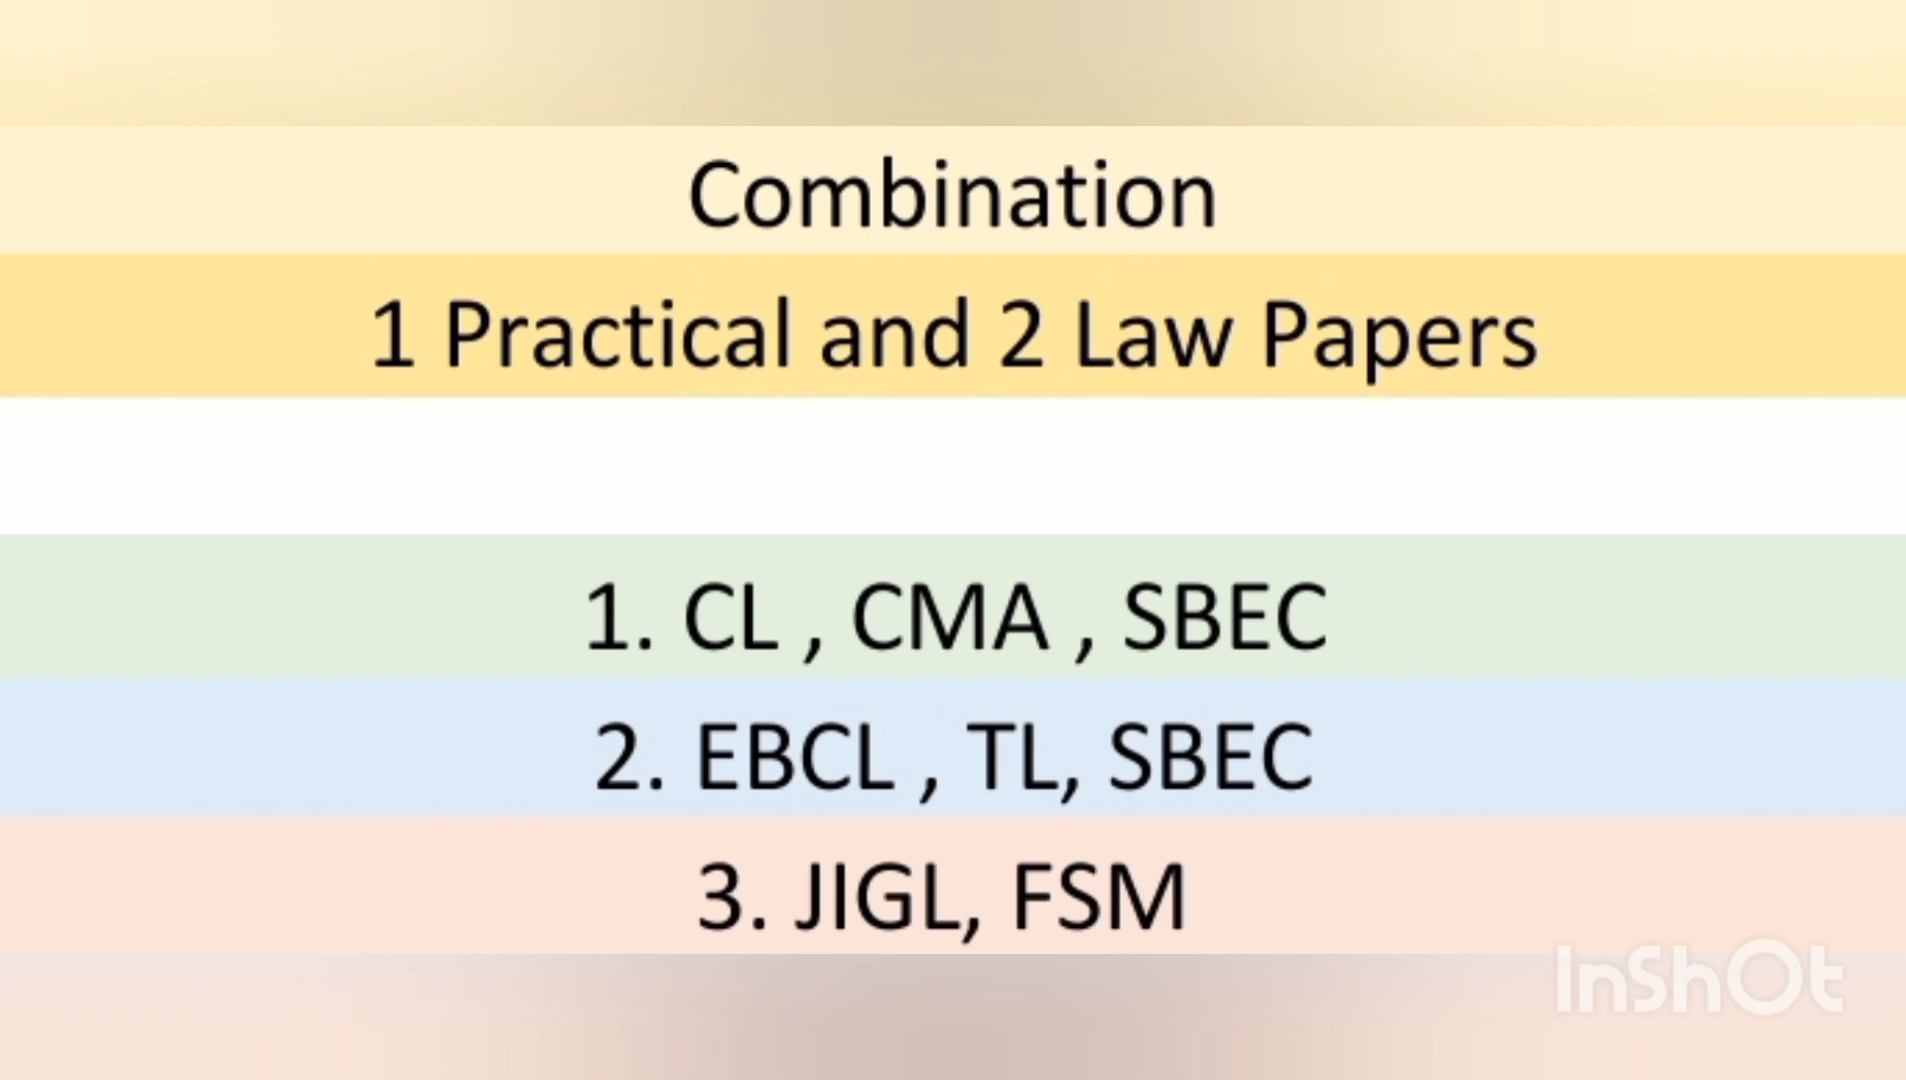 Combination
1 Practical and 2 Law Papers
1. CL , CMA , SBEC
2. EBCL , TL, SBEC
3. JIGL, FSM
InShOt